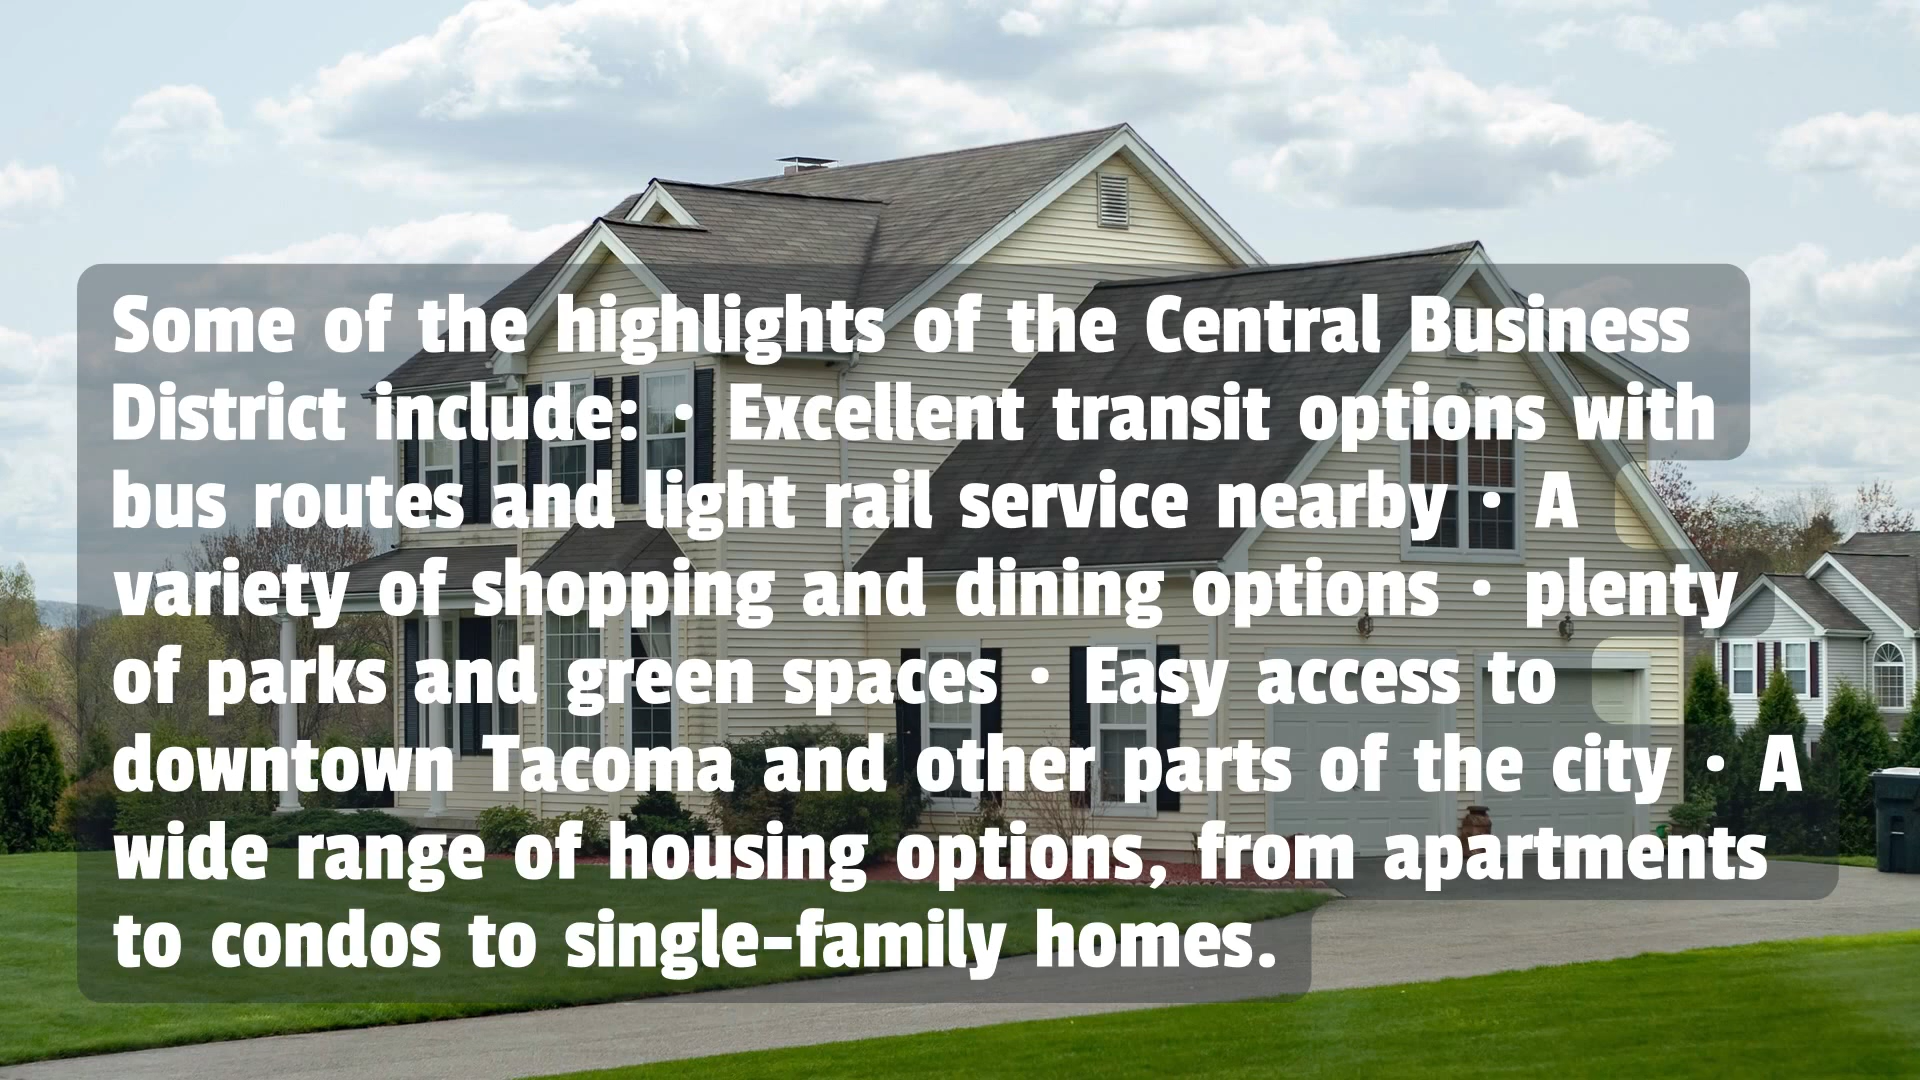 Some of the highlights of the Central Business
District include: • Excellent transit options with
bus routes and light rail service nearby • A
variety of shopping and dining options • plenty
of parks and green spaces • Easy access to
downtown Tacoma and other parts of the city • A
wide range of housing options, from apartments
to condos to single-family homes.